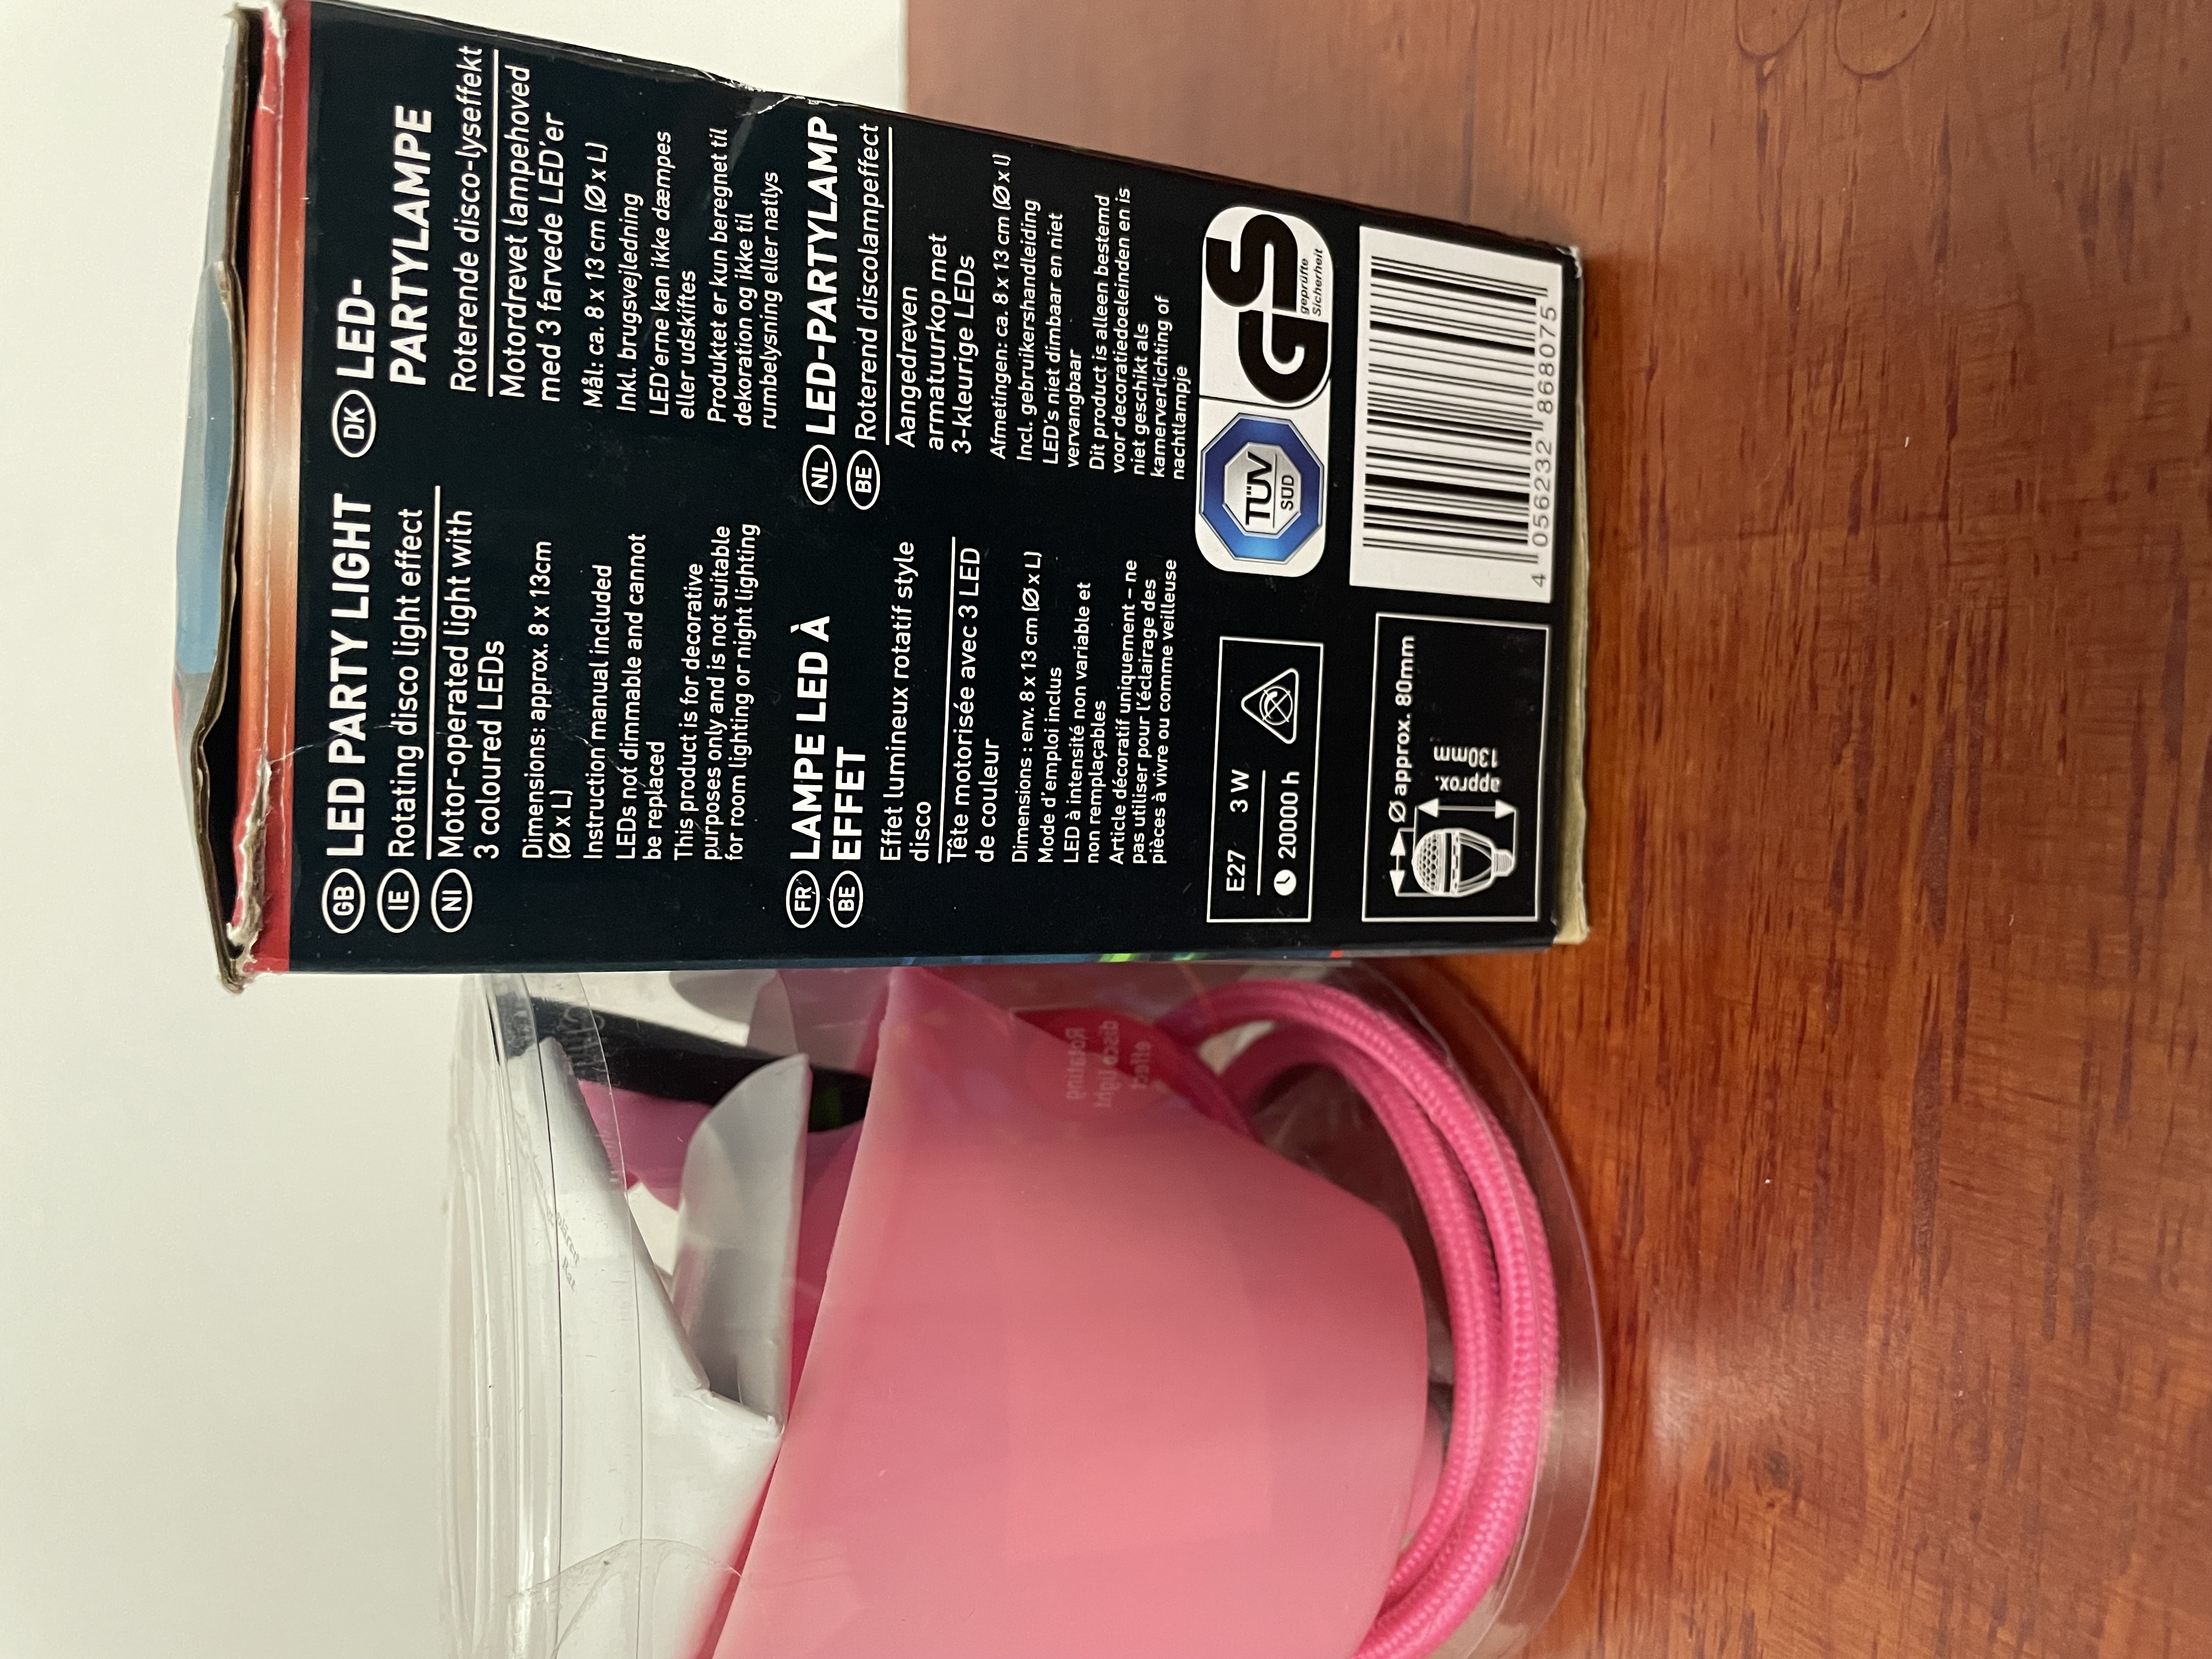 GB LED PARTY LIGHT
IE Rotating disco light effect
NI Motor-operated light with
3 coloured LEDs
Dimensions: approx. 8 x 13cm
(Ø x L)
Instruction manual included
LEDs not dimmable and cannot
be replaced
This product is for decorative
purposes only and is not suitable
for room lighting or night lighting
FR LAMPE LED À
BE EFFET
Effet lumineux rotatif style
disco
Tête motorisée avec 3 LED
de couleur
Dimensions : env. 8 x 13 cm (Ø x L)
Mode d'emploi inclus
LED à intensité non variable et
non remplaçables
Article décoratif uniquement – ne
pas utiliser pour l'éclairage des
pièces à vivre ou comme veilleuse
DK LED-
PARTYLAMPE
Roterende disco-lyseffekt
Motordrevet lampehoved
med 3 farvede LED'er
Mål: ca. 8 x 13 cm (Ø x L)
Inkl. brugsvejledning
LED'erne kan ikke dæmpes
eller udskiftes
Produktet er kun beregnet til
dekoration og ikke til
rumbelysning eller natlys
NL LED-PARTYLAMP
BE Roterend discolampeffect
Aangedreven
armatuurkop met
3-kleurige LEDs
Afmetingen: ca. 8 x 13 cm (Ø x l)
Incl. gebruikershandleiding
LED's niet dimbaar en niet
vervangbaar
Dit product is alleen bestemd
voor decoratiedoeleinden en is
niet geschikt als
kamerverlichting of
nachtlampje
E27 3 W
20000 h
TÜV
SÜD
GS
geprüfte
Sicherheit
Ø approx. 80mm
approx.
130mm
4 056232 868075
Rotating
disco light
effect